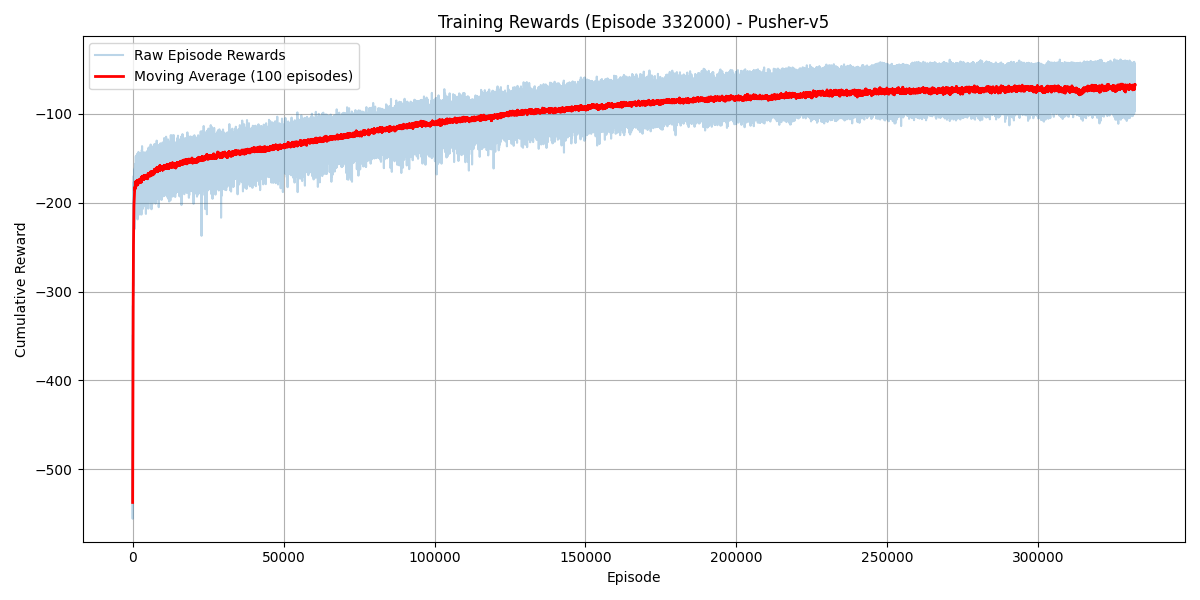 Training Rewards (Episode 332000) - Pusher-v5
Raw Episode Rewards
Moving Average (100 episodes)
Cumulative Reward
−100
−200
−300
−400
−500
0
50000
100000
150000
200000
250000
300000
Episode